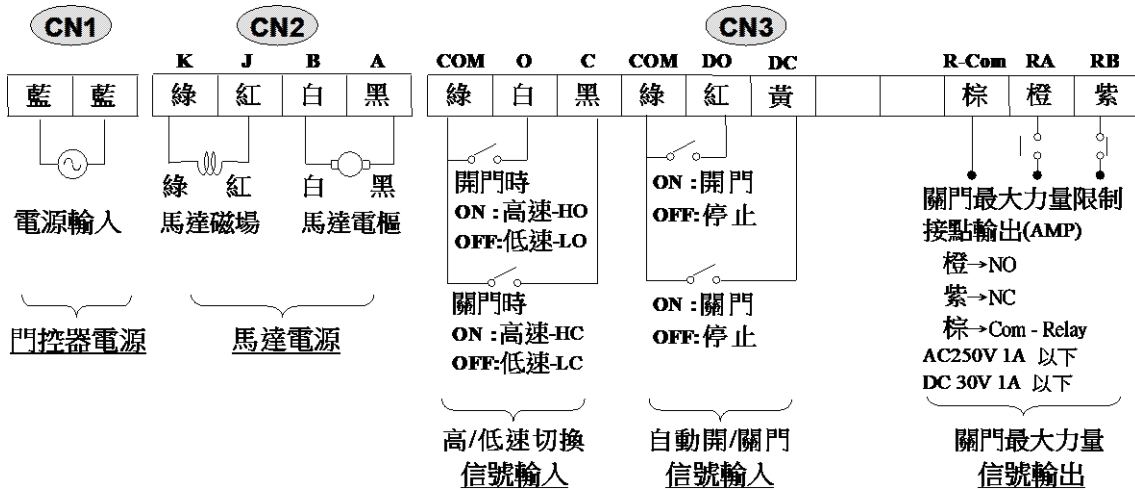 CN1 CN2 CN3
K J B A COM O C COM DO DC R-Com RA RB
藍 藍 綠 紅 白 黑 綠 白 黑 綠 紅 黃 棕 橙 紫
綠 紅 白 黑
電源輸入 馬達磁場 馬達電樞
開門時
ON :高速-HO
OFF:低速-LO
關門時
ON :高速-HC
OFF:低速-LC
ON :開門
OFF:停止
ON :關門
OFF:停止
關門最大力量限制
接點輸出(AMP)
橙→NO
紫→NC
棕→Com - Relay
AC250V 1A 以下
DC 30V 1A 以下
門控器電源 馬達電源
高/低速切換
信號輸入
自動開/關門
信號輸入
關門最大力量
信號輸出